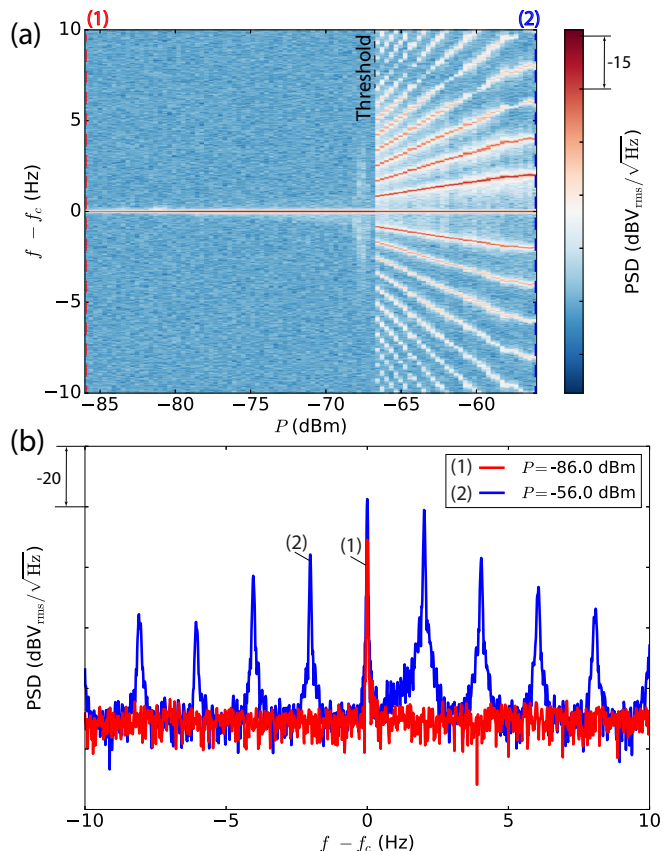 (1) (2)
(a)
10
5
0
−5
−10
f − f_c (Hz)
Threshold
−85 −80 −75 −70 −65 −60
P (dBm)
-15
PSD (dBV_rms/√Hz)
(b)
-20
(1) P = -86.0 dBm
(2) P = -56.0 dBm
(2)
(1)
PSD (dBV_rms/√Hz)
−10 −5 0 5 10
f − f_c (Hz)